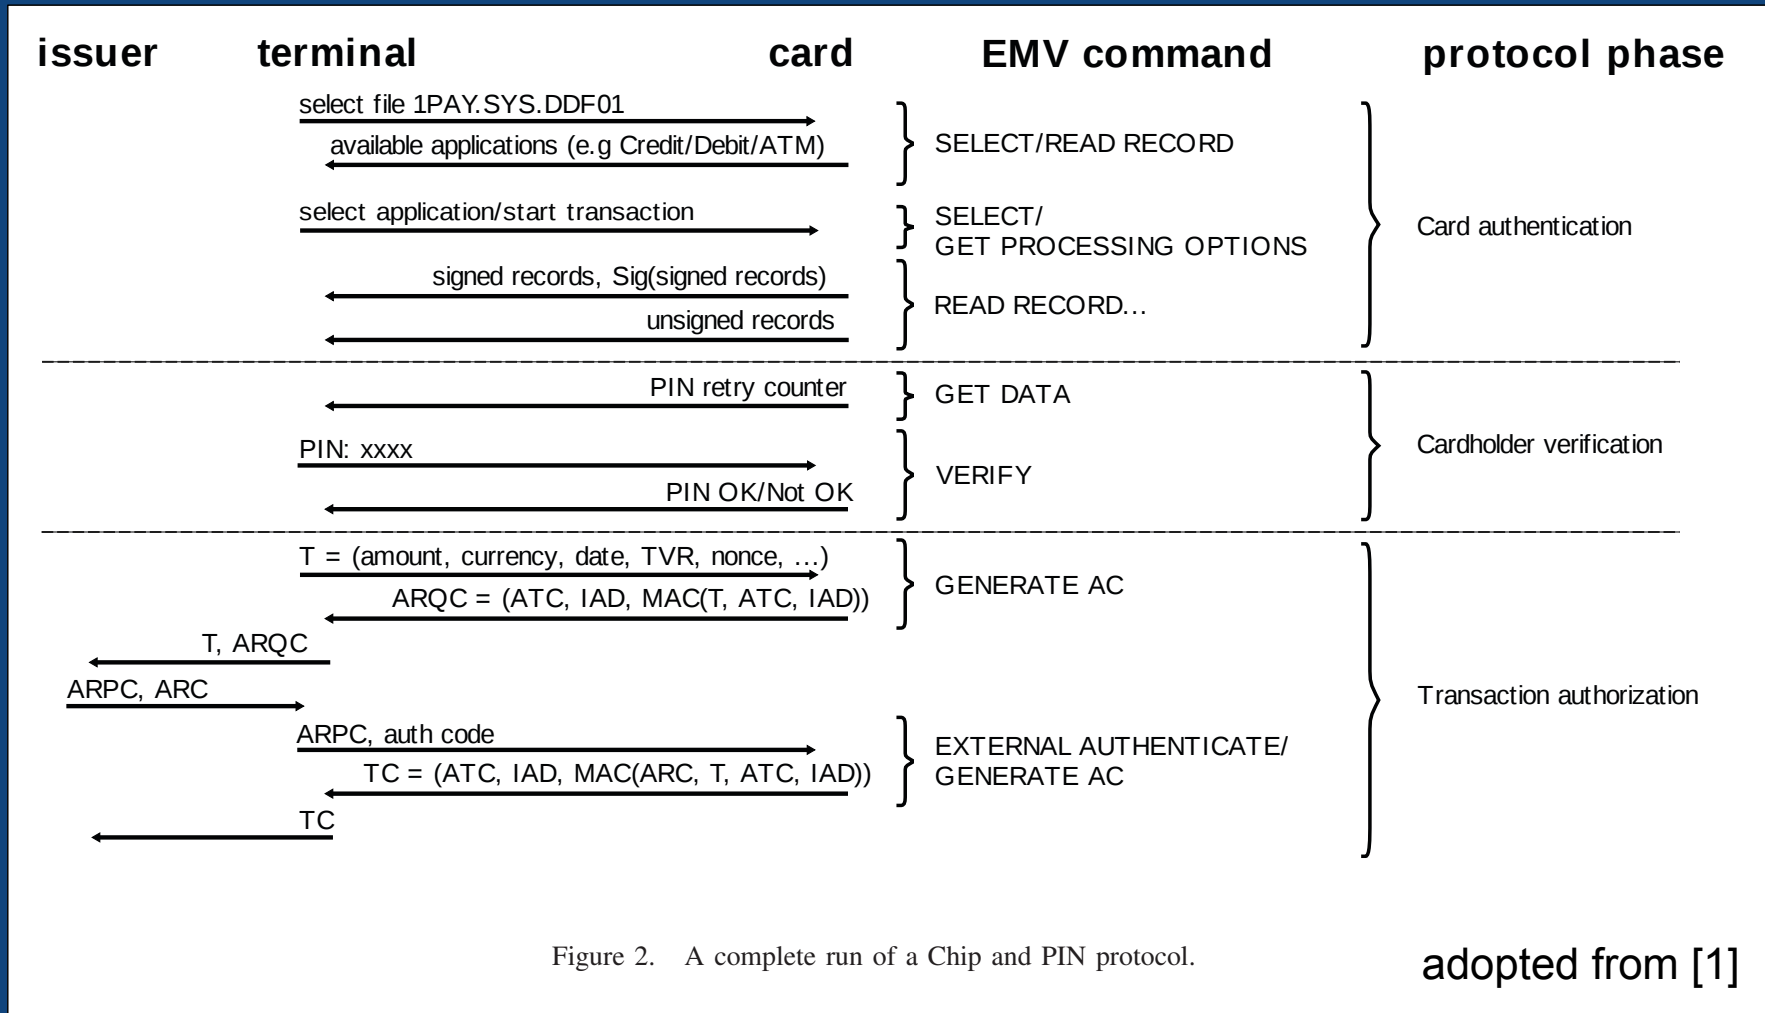 issuer terminal card EMV command protocol phase
select file 1PAY.SYS.DDF01
available applications (e.g Credit/Debit/ATM)
SELECT/READ RECORD
select application/start transaction
SELECT/
GET PROCESSING OPTIONS
Card authentication
signed records, Sig(signed records)
unsigned records
READ RECORD...
PIN retry counter
GET DATA
PIN: xxxx
PIN OK/Not OK
VERIFY
Cardholder verification
T = (amount, currency, date, TVR, nonce, ...)
ARQC = (ATC, IAD, MAC(T, ATC, IAD))
GENERATE AC
T, ARQC
ARPC, ARC
Transaction authorization
ARPC, auth code
TC = (ATC, IAD, MAC(ARC, T, ATC, IAD))
EXTERNAL AUTHENTICATE/
GENERATE AC
TC
Figure 2. A complete run of a Chip and PIN protocol.
adopted from [1]